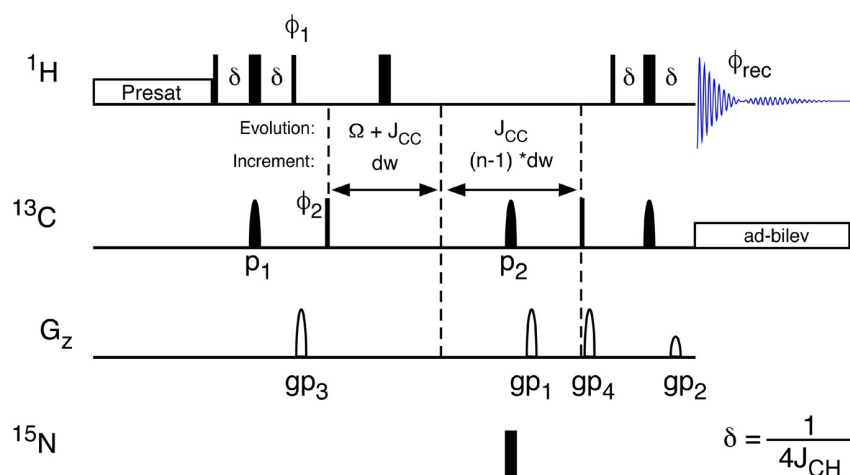 ϕ1
1H δ δ δ δ ϕrec
Presat
Evolution: Ω + JCC JCC
Increment: dw (n-1) *dw
13C ϕ2
ad-bilev
p1 p2
Gz
gp3 gp1 gp4 gp2
15N δ = 1/4JCH